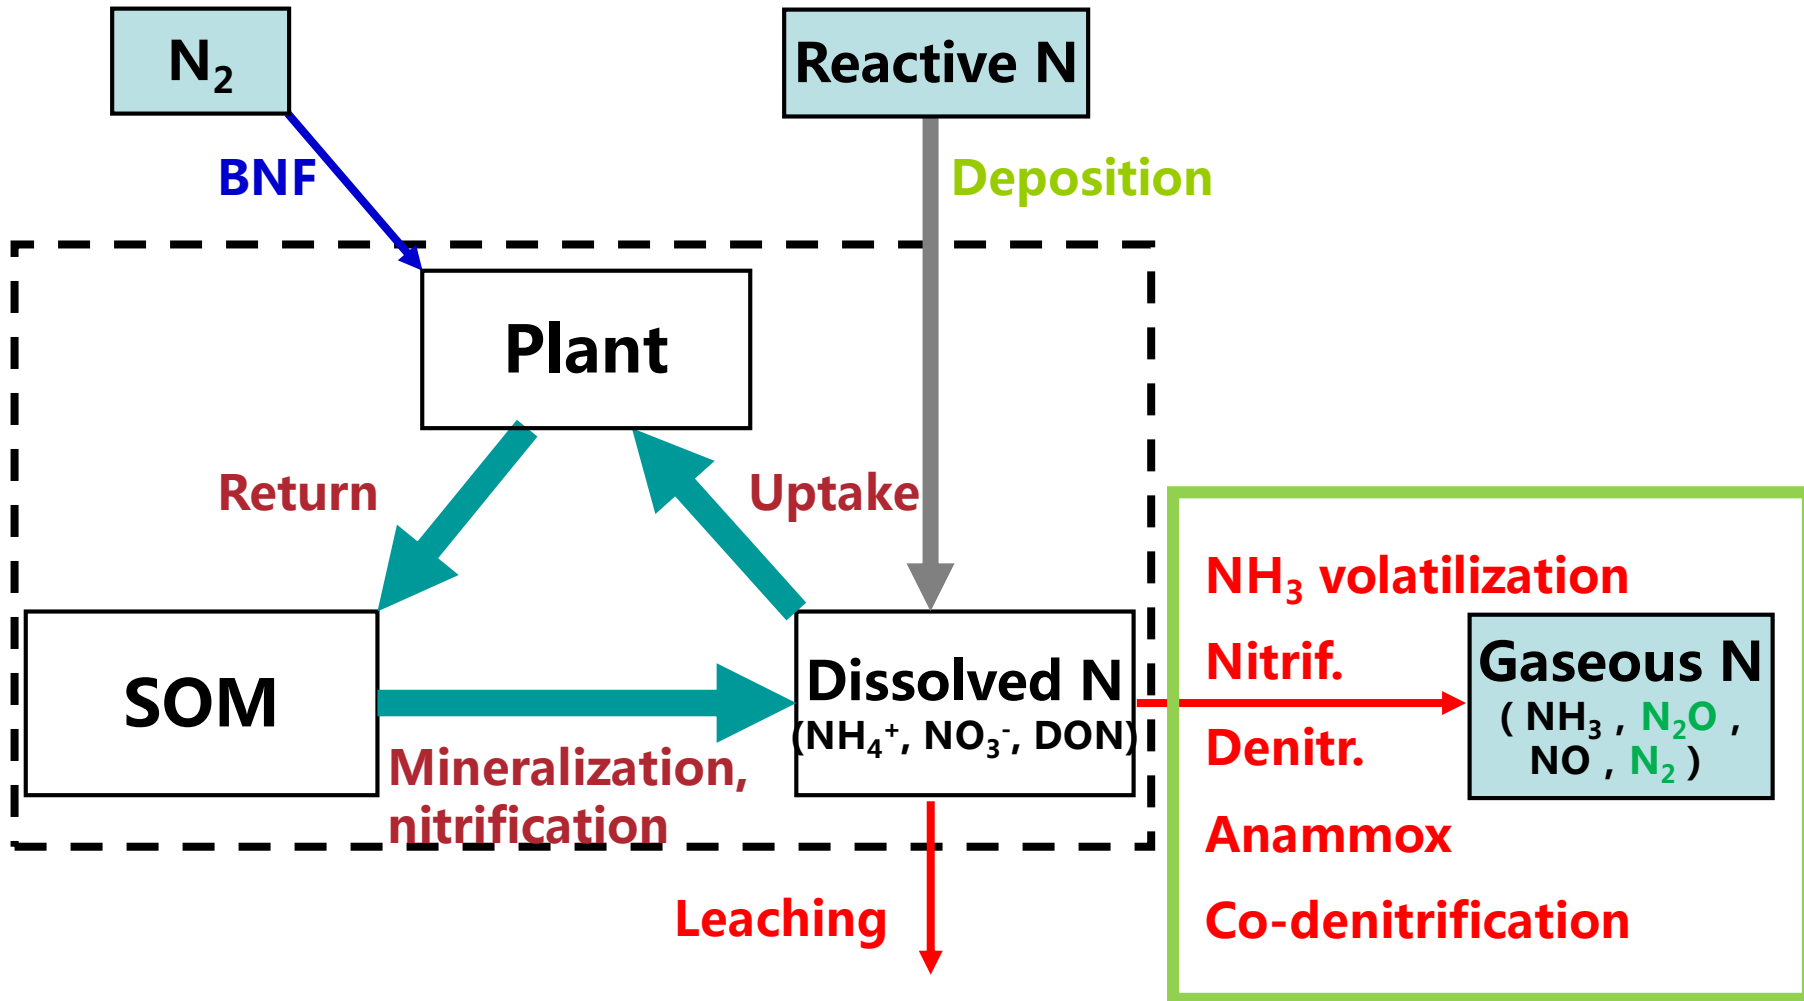 N₂
Reactive N
BNF
Deposition
Plant
Return
Uptake
SOM
Mineralization,
nitrification
Dissolved N
(NH₄⁺, NO₃⁻, DON)
Leaching
NH₃ volatilization
Nitrif.
Denitr.
Anammox
Co-denitrification
Gaseous N
( NH₃ , N₂O ,
NO , N₂ )